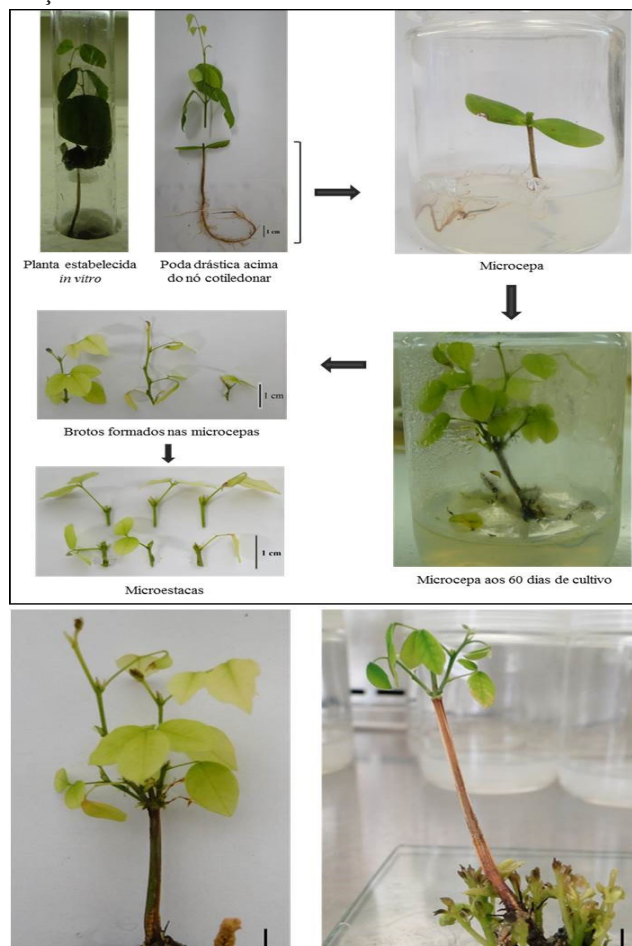 1 cm
Planta estabelecida
in vitro
Poda drástica acima
do nó cotiledonar
Microcepa
1 cm
Brotos formados nas microcepas
1 cm
Microestacas
Microcepa aos 60 dias de cultivo